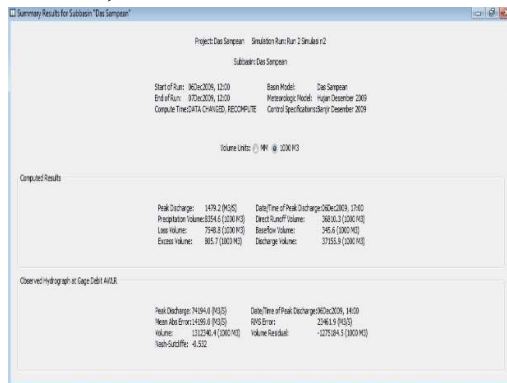 Summary Results for Subbasin "Das Sampean"
Project: Das Sampean Simulation Run: Run 2 Simulasi n2
Subbasin: Das Sampean
Start of Run: 06Dec2009, 12:00 Basin Model: Das Sampean
End of Run: 07Dec2009, 12:00 Meteorologic Model: Hujan Desember 2009
Compute Time:DATA CHANGED, RECOMPUTE Control Specifications:Banjir Desember 2009
Volume Units: MM 1000 M3
Computed Results
Peak Discharge: 1479.2 (M3/S) Date/Time of Peak Discharge:06Dec2009, 17:00
Precipitation Volume:8354.6 (1000 M3) Direct Runoff Volume: 36810.3 (1000 M3)
Loss Volume: 7548.8 (1000 M3) Baseflow Volume: 345.6 (1000 M3)
Excess Volume: 805.7 (1000 M3) Discharge Volume: 37155.9 (1000 M3)
Observed Hydrograph at Gage Debit AWLR
Peak Discharge: 74194.0 (M3/S) Date/Time of Peak Discharge:06Dec2009, 14:00
Mean Abs Error:14199.0 (M3/S) RMS Error: 23461.9 (M3/S)
Volume: 1312340.4 (1000 M3) Volume Residual: -1275184.5 (1000 M3)
Nash-Sutcliffe: -0.532